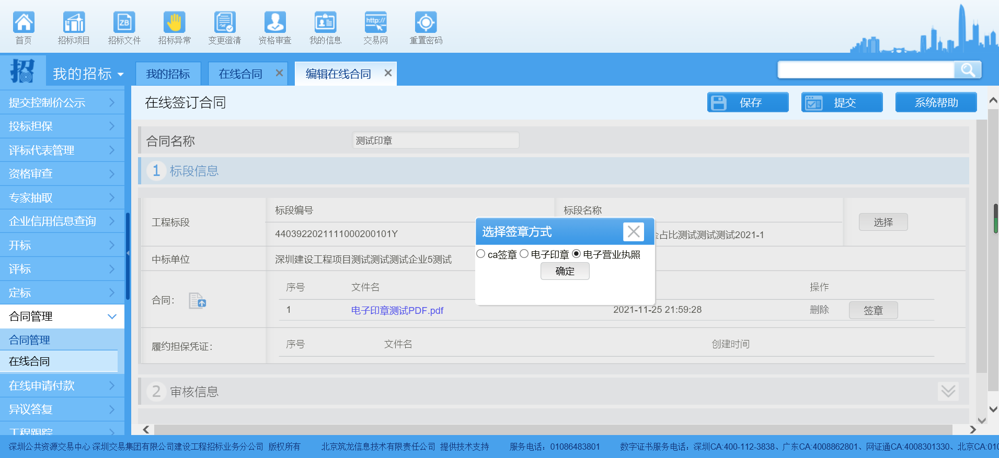 首页
招标项目
ZB
招标文件
招标异常
变更澄清
资格审查
我的信息
http://
交易网
重置密码
招
我的招标
我的招标
在线合同
编辑在线合同
提交控制价公示
投标担保
评标代表管理
资格审查
专家抽取
企业信用信息查询
开标
评标
定标
合同管理
合同管理
在线合同
在线申请付款
异议答复
工程跟踪
在线签订合同
保存
提交
系统帮助
合同名称
测试印章
1 标段信息
工程标段
标段编号
标段名称
4403922021111000200101Y
占比测试测试测试2021-1
选择
中标单位
深圳建设工程项目测试测试测试企业5测试
合同：
序号 文件名 操作
1 电子印章测试PDF.pdf 2021-11-25 21:59:28 删除 签章
履约担保凭证：
序号 文件名 创建时间
2 审核信息
选择签章方式
ca签章 电子印章 电子营业执照
确定
深圳公共资源交易中心 深圳交易集团有限公司建设工程招标业务分公司 版权所有 北京筑龙信息技术有限责任公司 提供技术支持 服务电话：01086483801 数字证书服务电话：深圳CA:400-112-3838、广东CA:4008862801、网证通CA:4008301330、北京CA:010